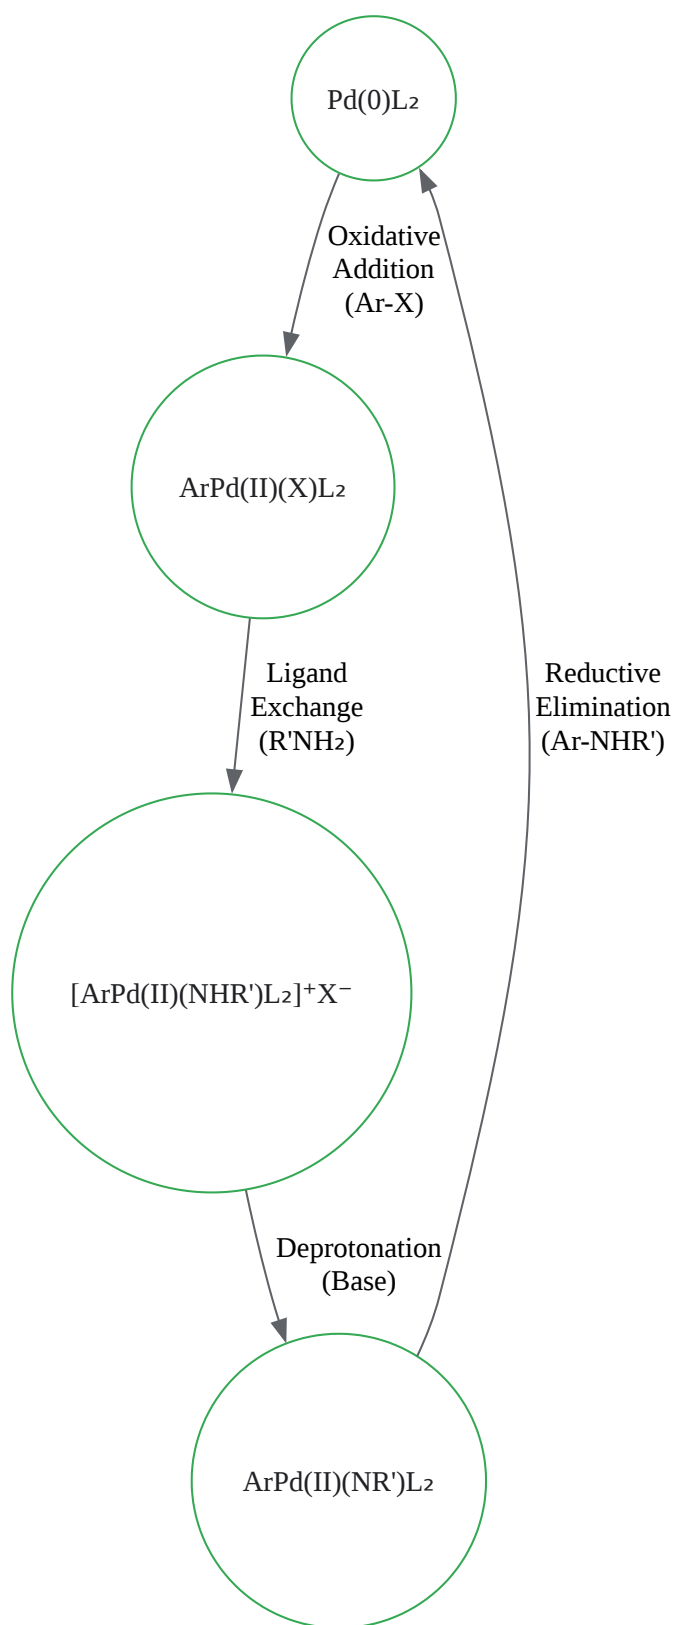 Pd(0)L₂
Oxidative
Addition
(Ar-X)
ArPd(II)(X)L₂
Ligand
Exchange
(R'NH₂)
Reductive
Elimination
(Ar-NHR')
[ArPd(II)(NHR')L₂]⁺X⁻
Deprotonation
(Base)
ArPd(II)(NR')L₂